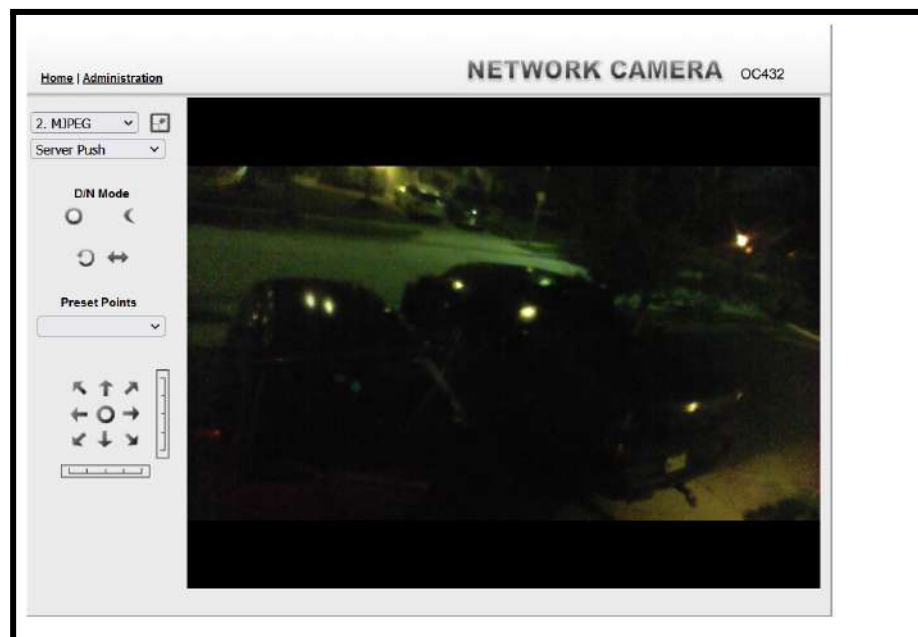 NETWORK CAMERA OC432
Home | Administration
2. MJPEG
Server Push
D/N Mode
Preset Points